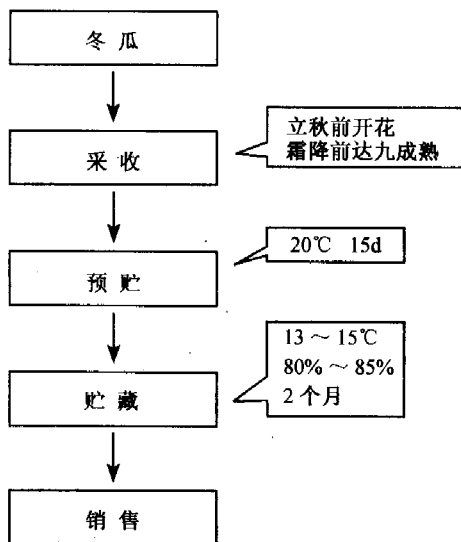 冬瓜
采收
立秋前开花
霜降前达九成熟
预贮
20℃ 15d
贮藏
13～15℃
80%～85%
2个月
销售